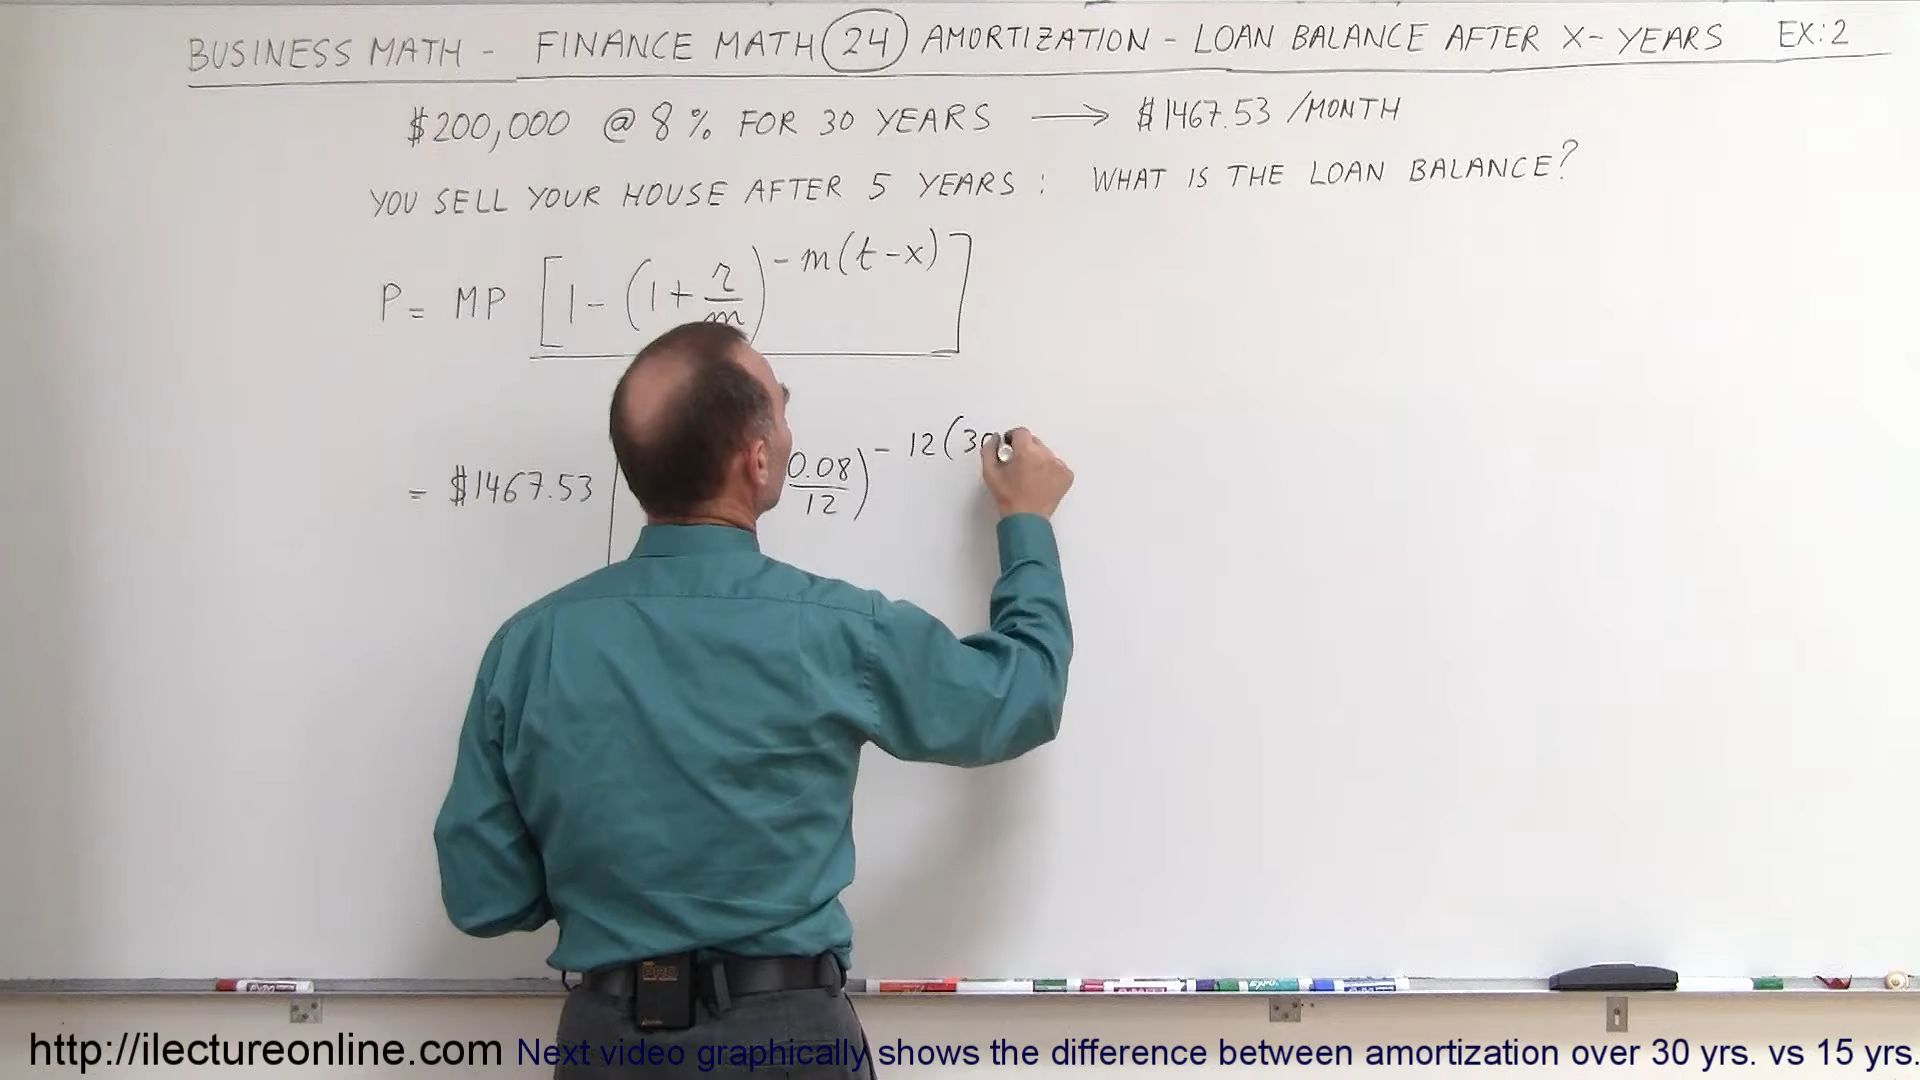 BUSINESS MATH - FINANCE MATH 24 AMORTIZATION - LOAN BALANCE AFTER X-YEARS EX:2
$200,000 @ 8% FOR 30 YEARS → $1467.53 /MONTH
YOU SELL YOUR HOUSE AFTER 5 YEARS: WHAT IS THE LOAN BALANCE?
P = MP [1 - (1 + r/m)^-m(t-x)]
= $1467.53 [ 0.08/12)^-12(30
http://ilectureonline.com Next video graphically shows the difference between amortization over 30 yrs. vs 15 yrs.